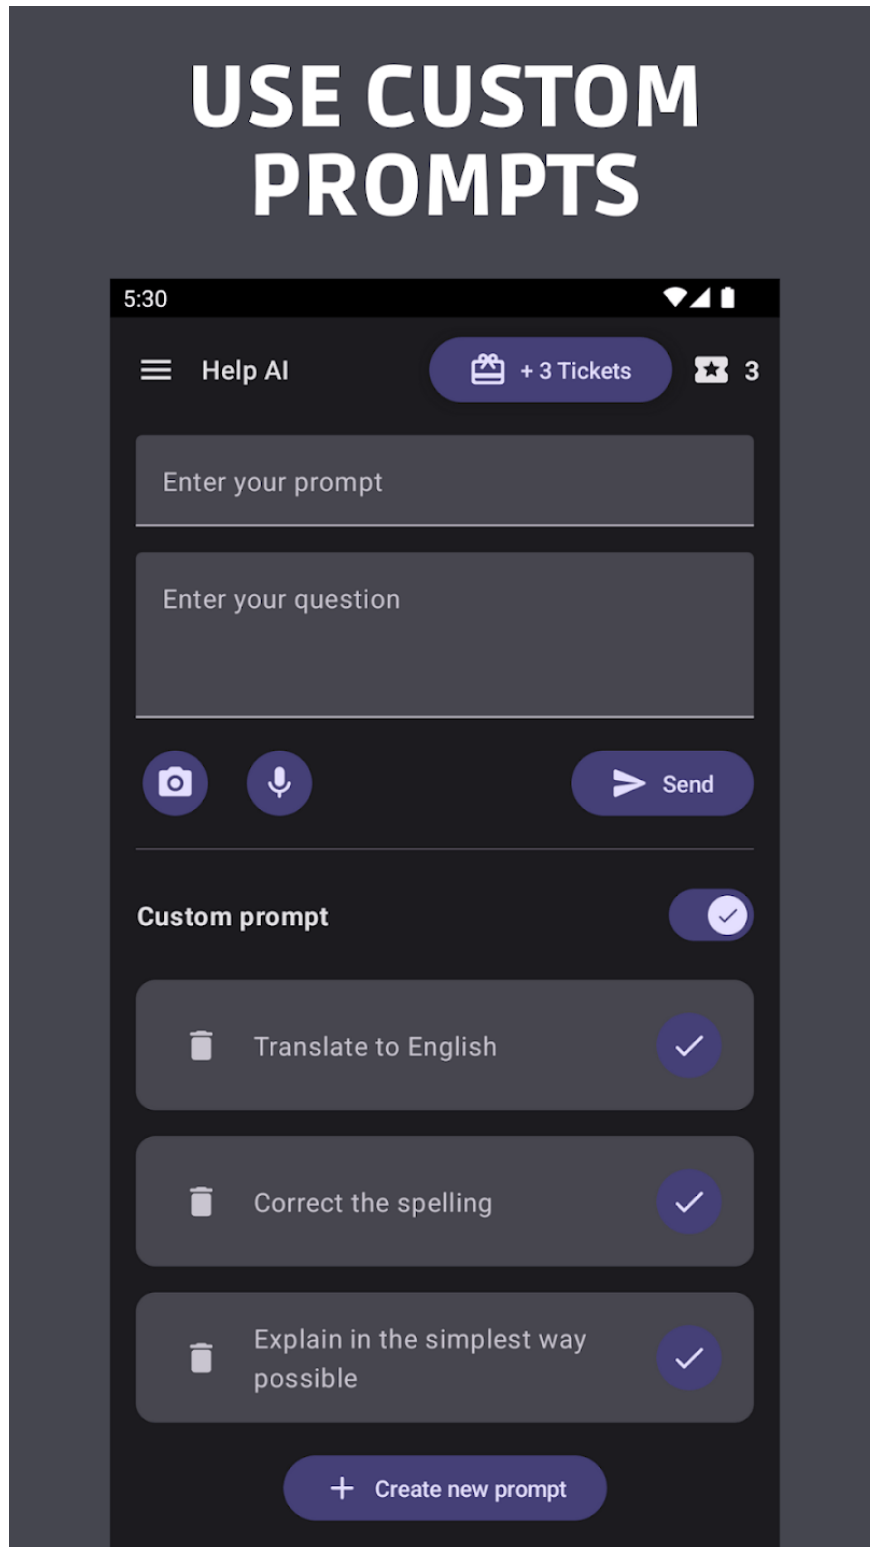 USE CUSTOM
PROMPTS
5:30
Help AI
+ 3 Tickets
3
Enter your prompt
Enter your question
Send
Custom prompt
Translate to English
Correct the spelling
Explain in the simplest way
possible
+ Create new prompt